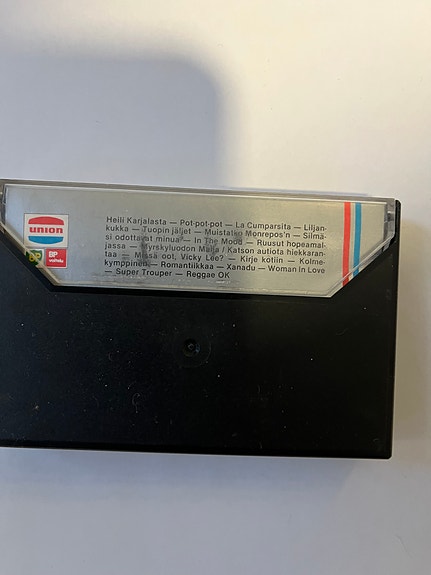 union
BP
BP
voitelu
Heili Karjalasta — Pot-pot-pot — La Cumparsita — Liljan-
kukka — Tuopin jäljet — Muistatko Monrepos'n — Silmä-
si odottavat minua — In The Mood — Ruusut hopeamal-
jassa — Myrskyluodon Maija / Katson autiota hiekkaran-
taa — Missä oot, Vicky Lee? — Kirje kotiin — Kolme-
kymppinen — Romantiikkaa — Xanadu — Woman In Love
— Super Trouper — Reggae OK